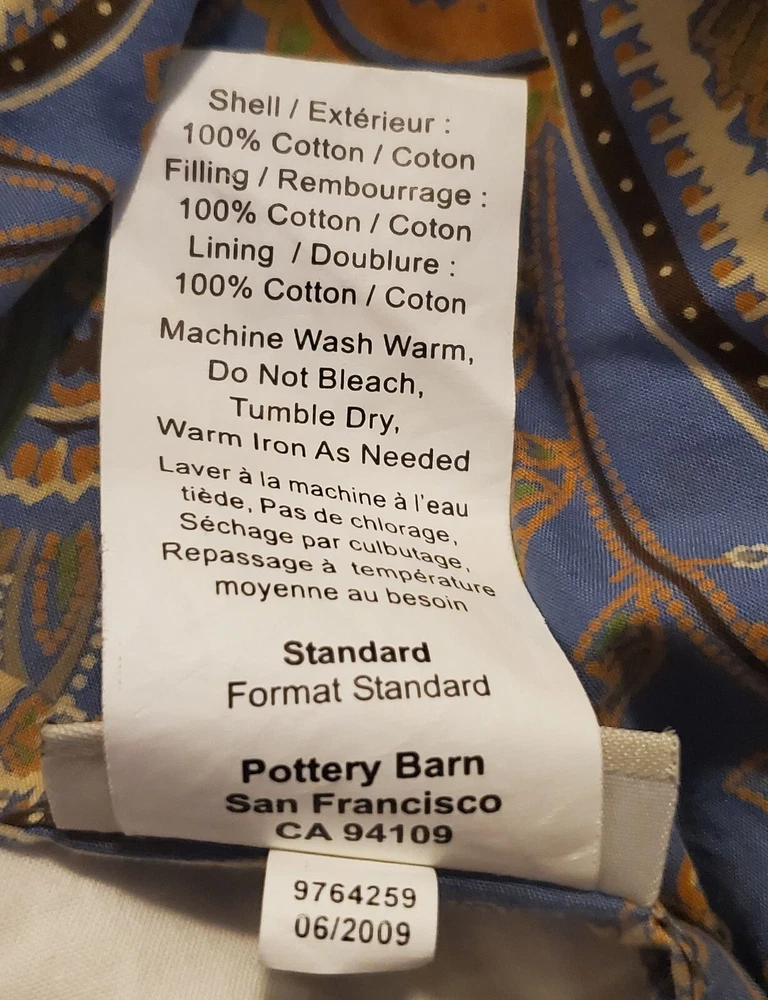 Shell / Extérieur :
100% Cotton / Coton
Filling / Rembourrage :
100% Cotton / Coton
Lining / Doublure :
100% Cotton / Coton
Machine Wash Warm,
Do Not Bleach,
Tumble Dry,
Warm Iron As Needed
Laver à la machine à l'eau
tiède, Pas de chlorage,
Séchage par culbutage,
Repassage à température
moyenne au besoin
Standard
Format Standard
Pottery Barn
San Francisco
CA 94109
9764259
06/2009